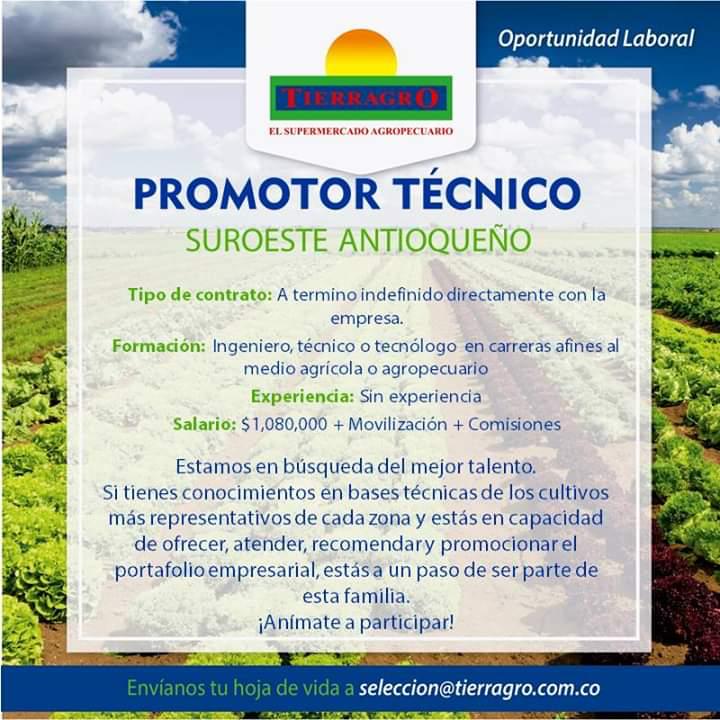 Oportunidad Laboral
TIERRAGRO
EL SUPERMERCADO AGROPECUARIO
PROMOTOR TÉCNICO
SUROESTE ANTIOQUEÑO
Tipo de contrato: A termino indefinido directamente con la
empresa.
Formación: Ingeniero, técnico o tecnólogo en carreras afines al
medio agrícola o agropecuario
Experiencia: Sin experiencia
Salario: $1,080,000 + Movilización + Comisiones
Estamos en búsqueda del mejor talento.
Si tienes conocimientos en bases técnicas de los cultivos
más representativos de cada zona y estás en capacidad
de ofrecer, atender, recomendar y promocionar el
portafolio empresarial, estás a un paso de ser parte de
esta familia.
¡Anímate a participar!
Envíanos tu hoja de vida a seleccion@tierragro.com.co